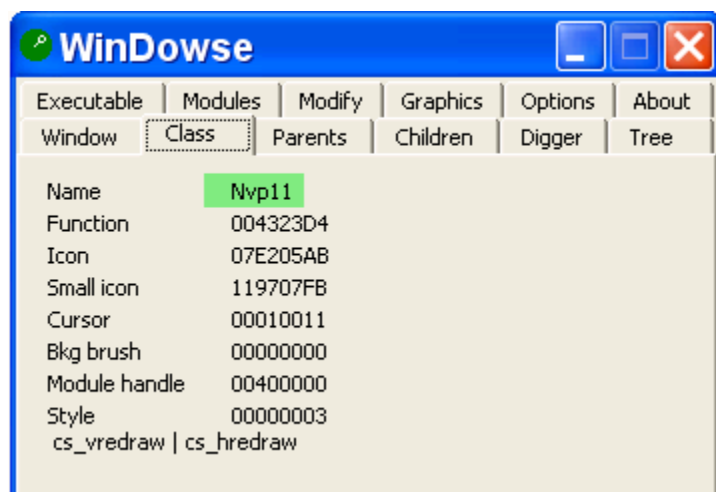 WinDowse
Executable Modules Modify Graphics Options About
Window Class Parents Children Digger Tree
Name Nvp11
Function 004323D4
Icon 07E205AB
Small icon 119707FB
Cursor 00010011
Bkg brush 00000000
Module handle 00400000
Style 00000003
cs_vredraw | cs_hredraw